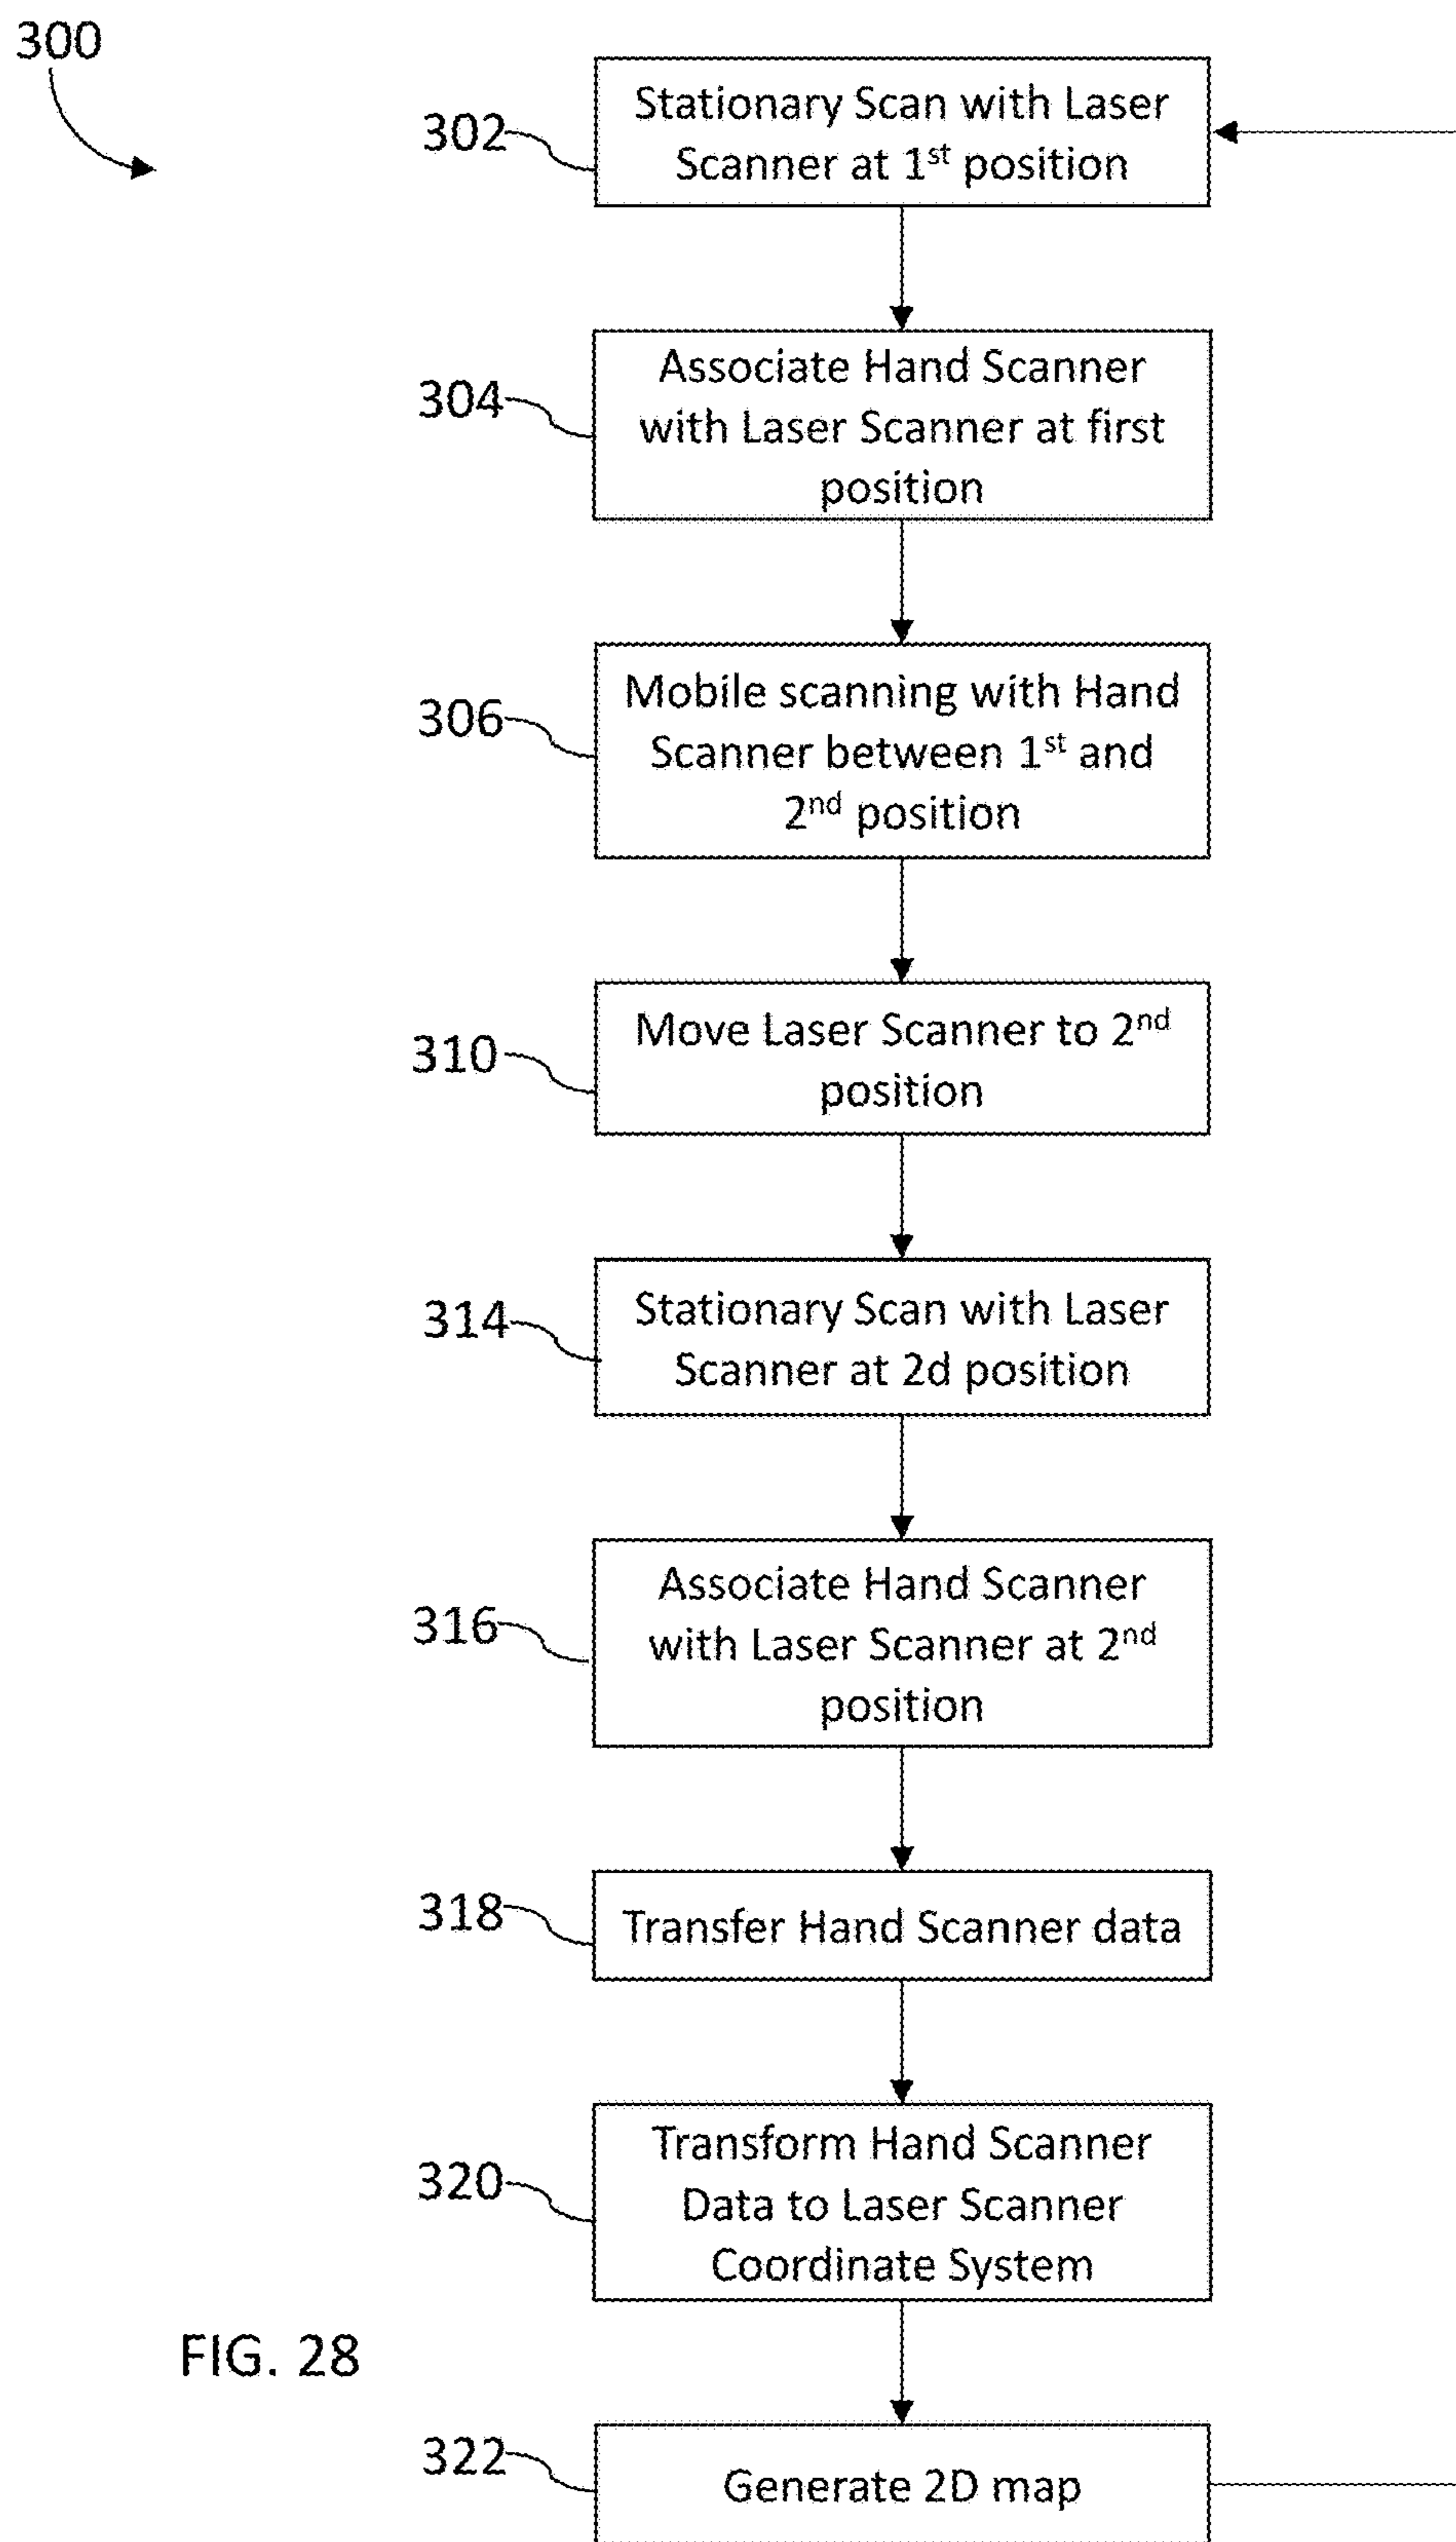 300
302
Stationary Scan with Laser
Scanner at 1st position
304
Associate Hand Scanner
with Laser Scanner at first
position
306
Mobile scanning with Hand
Scanner between 1st and
2nd position
310
Move Laser Scanner to 2nd
position
314
Stationary Scan with Laser
Scanner at 2d position
316
Associate Hand Scanner
with Laser Scanner at 2nd
position
318
Transfer Hand Scanner data
320
Transform Hand Scanner
Data to Laser Scanner
Coordinate System
FIG. 28
322
Generate 2D map